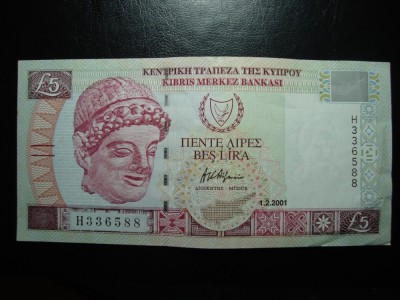 ΚΕΝΤΡΙΚΗ ΤΡΑΠΕΖΑ ΤΗΣ ΚΥΠΡΟΥ
KIBRIS MERKEZ BANKASI
£5
H336588
ΠΕΝΤΕ ΛΙΡΕΣ
BEŞ LİRA
ΔΙΟΙΚΗΤΗΣ
1.2.2001
H336588
£5